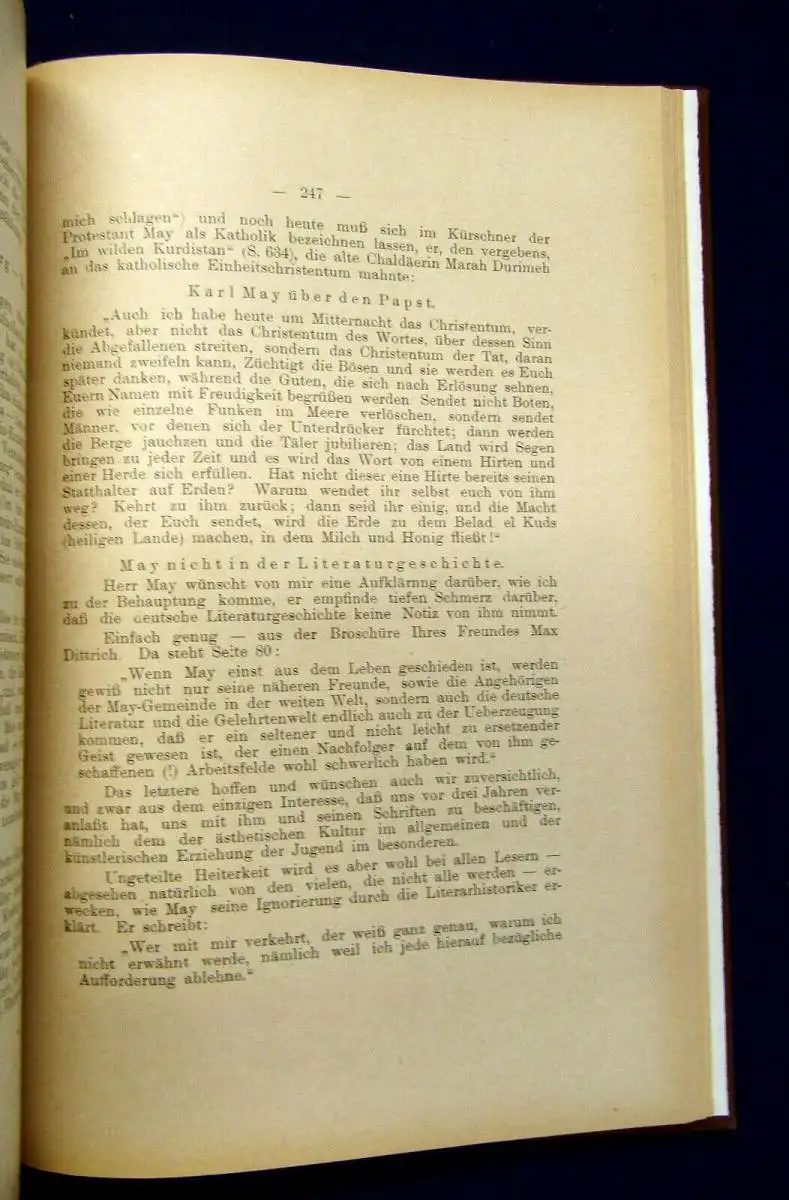 — 247 —
mich schlagen“) und noch heute muß sich im Kürschner der
Protestant May als Katholik bezeichnen lassen, er, den vergebens,
„Im wilden Kurdistan“ (S. 634), die alte Chaldäerin Marah Durimeh
an das katholische Einheitschristentum mahnte:
Karl May über den Papst.
„Auch ich habe heute um Mitternacht das Christentum, ver-
kündet, aber nicht das Christentum des Wortes, über dessen Sinn
die Abgefallenen streiten, sondern das Christentum der Tat, daran
niemand zweifeln kann, Züchtigt die Bösen und sie werden es Euch
später danken, während die Guten, die sich nach Erlösung sehnen,
Euern Namen mit Freudigkeit begrüßen werden Sendet nicht Boten,
die wie einzelne Funken im Meere verlöschen, sondern sendet
Männer, vor denen sich der Unterdrücker fürchtet; dann werden
die Berge jauchzen und die Täler jubilieren; das Land wird Segen
bringen zu jeder Zeit und es wird das Wort von einem Hirten und
einer Herde sich erfüllen. Hat nicht dieser eine Hirte bereits seinen
Statthalter auf Erden? Warum wendet ihr selbst euch von ihm
weg? Kehrt zu ihm zurück; dann seid ihr einig, und die Macht
dessen, der Euch sendet, wird die Erde zu dem Belad el Kuds
(heiligen Lande) machen, in dem Milch und Honig fließt!“
May nicht in der Literaturgeschichte.
Herr May wünscht von mir eine Aufklärnng darüber, wie ich
zu der Behauptung komme, er empfinde tiefen Schmerz darüber,
daß die deutsche Literaturgeschichte keine Notiz von ihm nimmt.
Einfach genug — aus der Broschüre Ihres Freundes Max
Dittrich. Da steht Seite 80:
„Wenn May einst aus dem Leben geschieden ist, werden
gewiß nicht nur seine näheren Freunde, sowie die Angehörigen
der May-Gemeinde in der weiten Welt, sondern auch die deutsche
Literatur und die Gelehrtenwelt endlich auch zu der Ueberzeugung
kommen, daß er ein seltener und nicht leicht zu ersetzender
Geist gewesen ist, der einen Nachfolger auf dem von ihm ge-
schaffenen (!) Arbeitsfelde wohl schwerlich haben wird.“
Das letztere hoffen und wünschen auch wir zuversichtlich,
und zwar aus dem einzigen Interesse, daß uns vor drei Jahren ver-
anlaßt hat, uns mit ihm und seinen Schriften zu beschäftigen,
nämlich dem der ästhetischen Kultur im allgemeinen und der
künstlerischen Erziehung der Jugend im besonderen.
Ungeteilte Heiterkeit wird es aber wohl bei allen Lesern —
abgesehen natürlich von den vielen, die nicht alle werden — er-
wecken, wie May seine Ignorierung durch die Literarhistoriker er-
klärt. Er schreibt:
„Wer mit mir verkehrt, der weiß ganz genau, warum ich
nicht erwähnt werde, nämlich weil ich jede hierauf bezügliche
Aufforderung ablehne.“